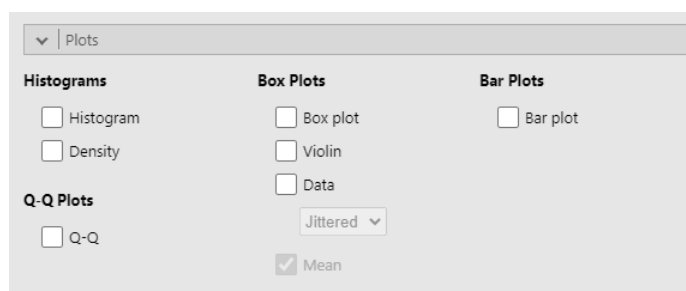 Plots
Histograms
Histogram
Density
Q-Q Plots
Q-Q
Box Plots
Box plot
Violin
Data
Jittered
Mean
Bar Plots
Bar plot